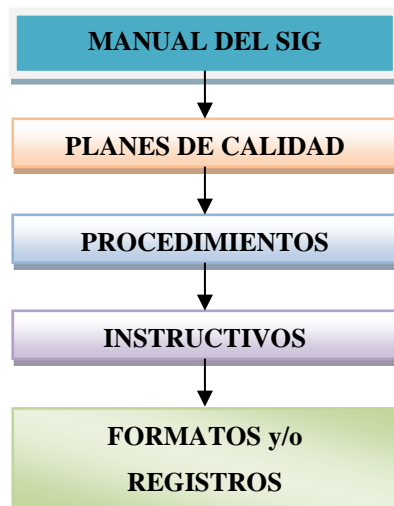 MANUAL DEL SIG
PLANES DE CALIDAD
PROCEDIMIENTOS
INSTRUCTIVOS
FORMATOS y/o
REGISTROS